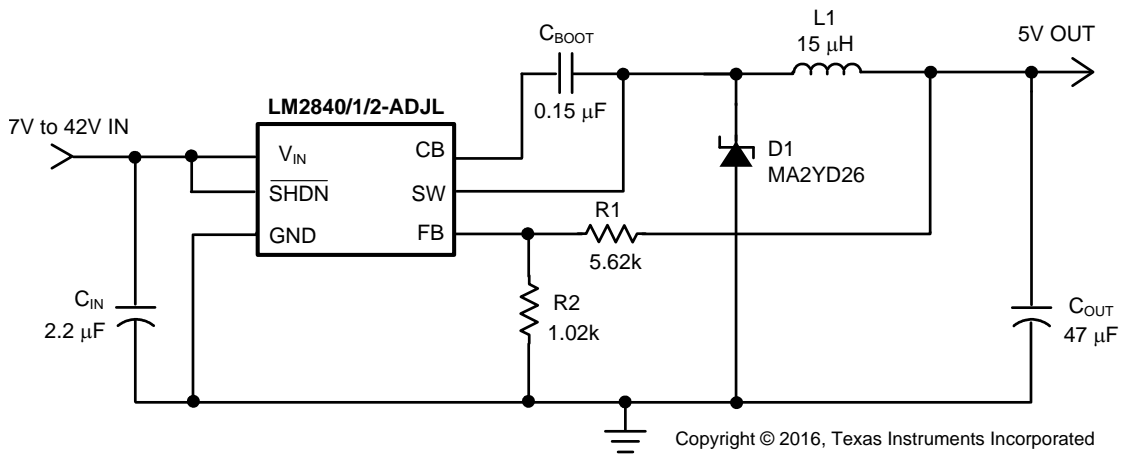 L1
15 μH
5V OUT
CBOOT
0.15 μF
LM2840/1/2-ADJL
7V to 42V IN
VIN
SHDN
GND
CB
SW
FB
D1
MA2YD26
R1
5.62k
R2
1.02k
CIN
2.2 μF
COUT
47 μF
Copyright © 2016, Texas Instruments Incorporated